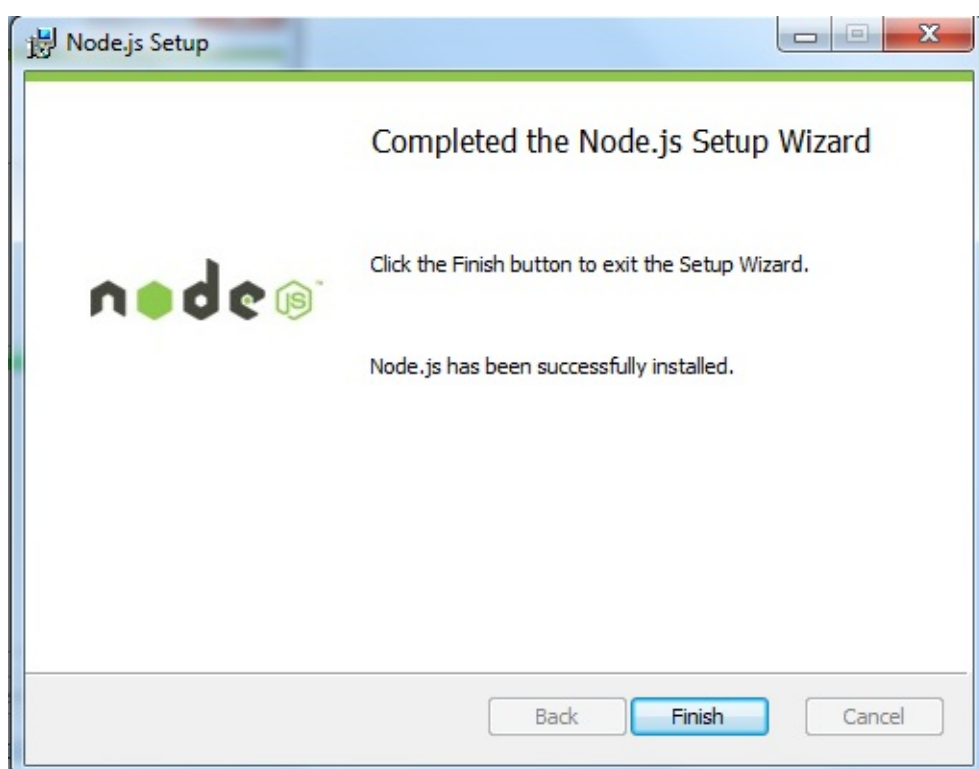 Node.js Setup
Completed the Node.js Setup Wizard
Click the Finish button to exit the Setup Wizard.
node JS™
Node.js has been successfully installed.
Back Finish Cancel